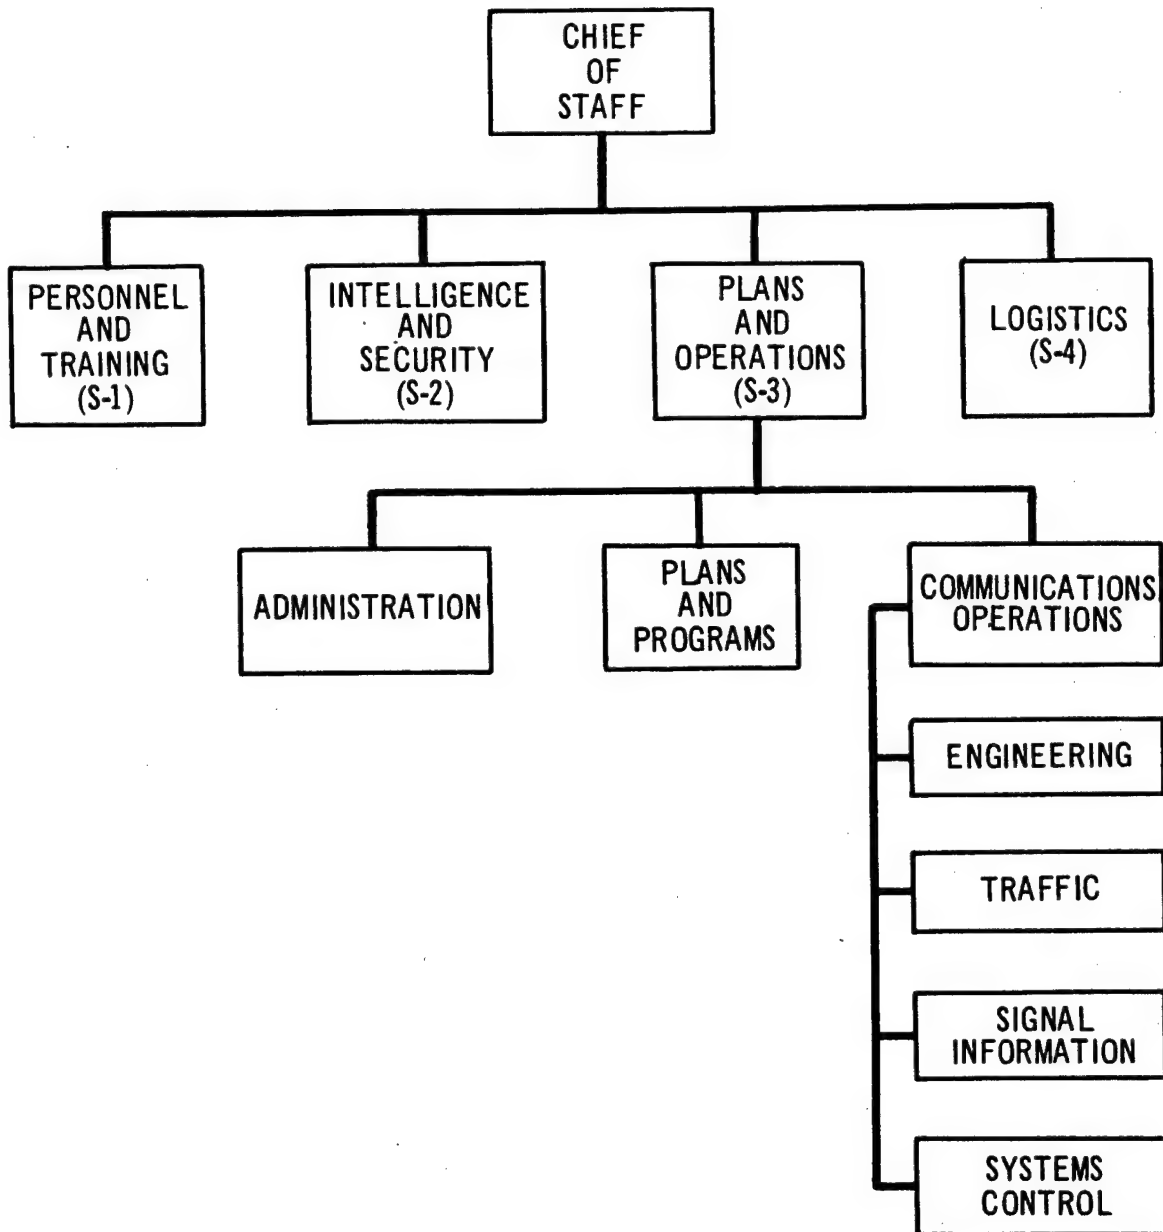 CHIEF
OF
STAFF
PERSONNEL
AND
TRAINING
(S-1)
INTELLIGENCE
AND
SECURITY
(S-2)
PLANS
AND
OPERATIONS
(S-3)
LOGISTICS
(S-4)
ADMINISTRATION
PLANS
AND
PROGRAMS
COMMUNICATIONS
OPERATIONS
ENGINEERING
TRAFFIC
SIGNAL
INFORMATION
SYSTEMS
CONTROL